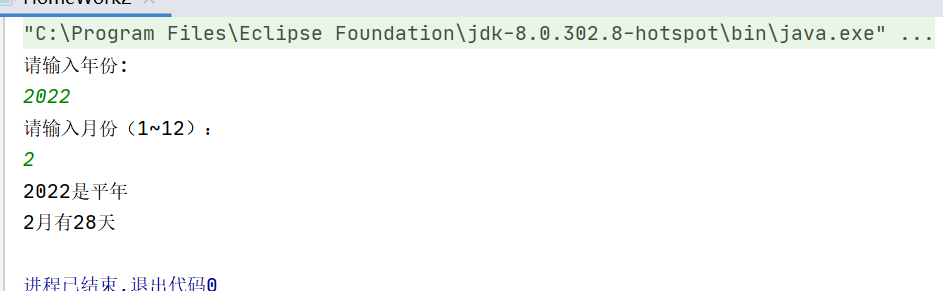 HomeWork2
"C:\Program Files\Eclipse Foundation\jdk-8.0.302.8-hotspot\bin\java.exe" ...
请输入年份:
2022
请输入月份（1~12）：
2
2022是平年
2月有28天
进程已结束,退出代码0